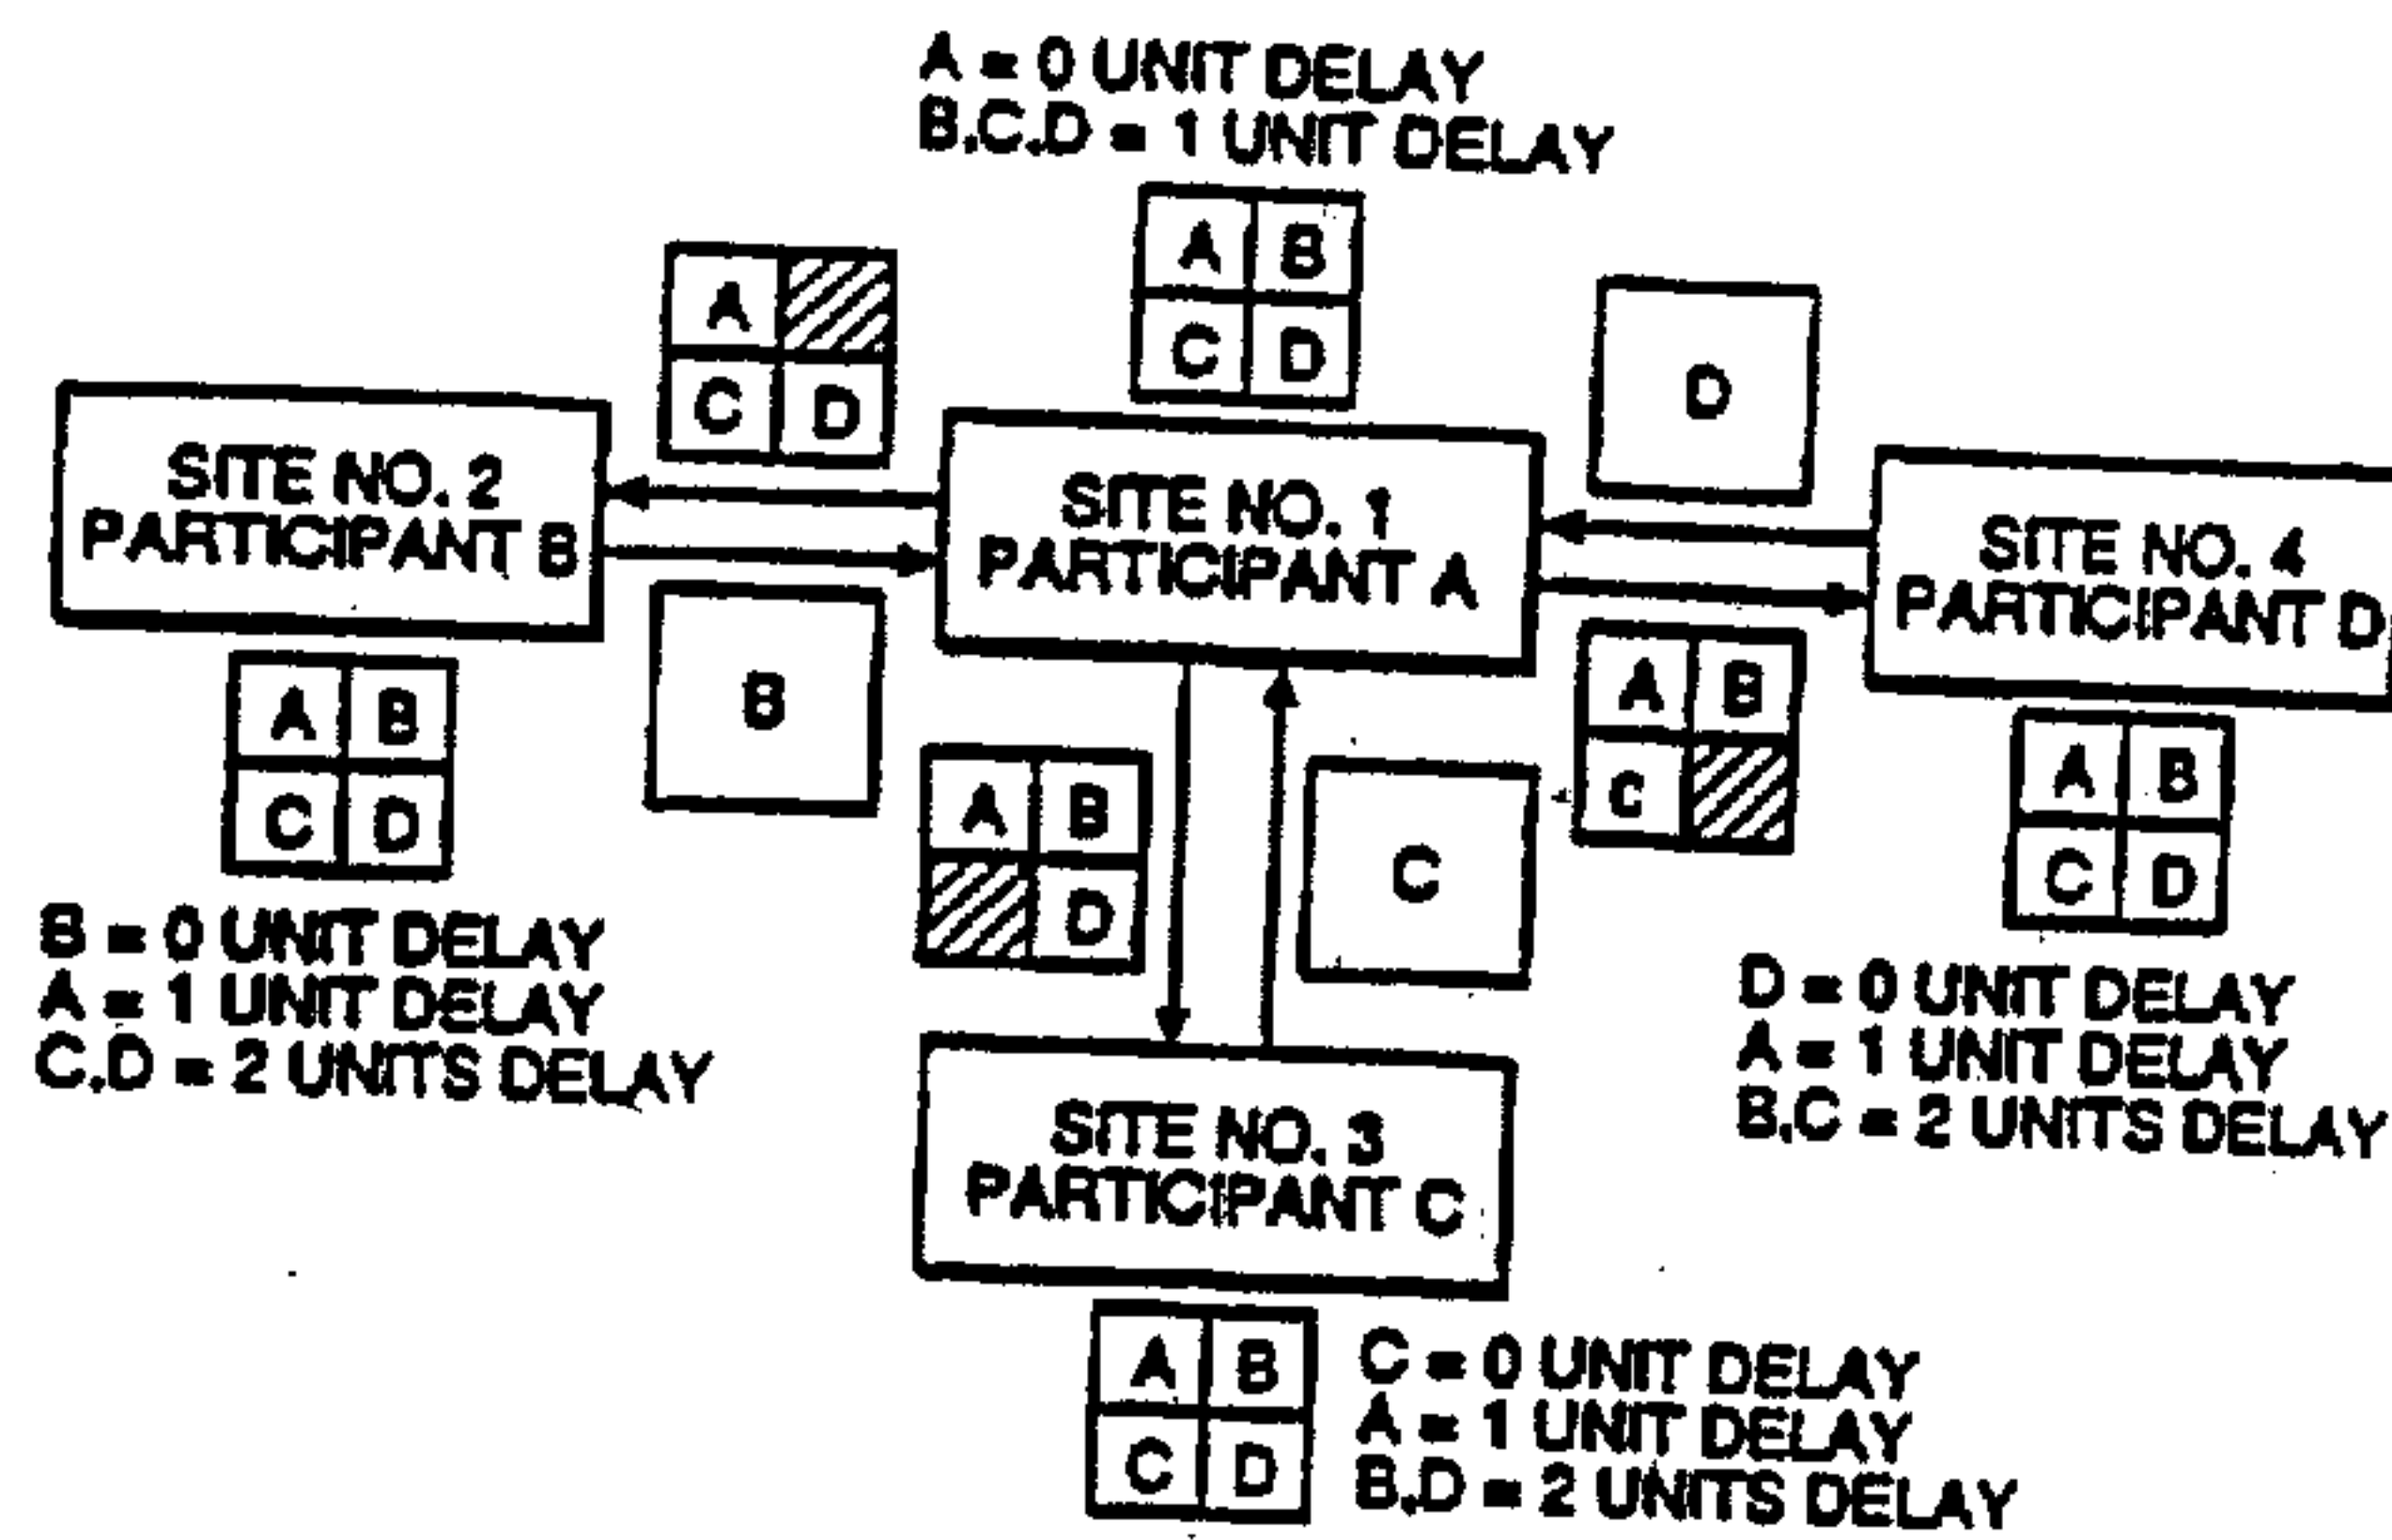 A = 0 UNIT DELAY
B,C,D = 1 UNIT DELAY
A B
C D
A
C D
D
SITE NO. 2
PARTICIPANT B
SITE NO. 1
PARTICIPANT A
SITE NO. 4
PARTICIPANT D
A B
C D
B
A B
D
C
A B
C
A B
C D
B = 0 UNIT DELAY
A = 1 UNIT DELAY
C,D = 2 UNITS DELAY
D = 0 UNIT DELAY
A = 1 UNIT DELAY
B,C = 2 UNITS DELAY
SITE NO. 3
PARTICIPANT C
A B
C D
C = 0 UNIT DELAY
A = 1 UNIT DELAY
B,D = 2 UNITS DELAY